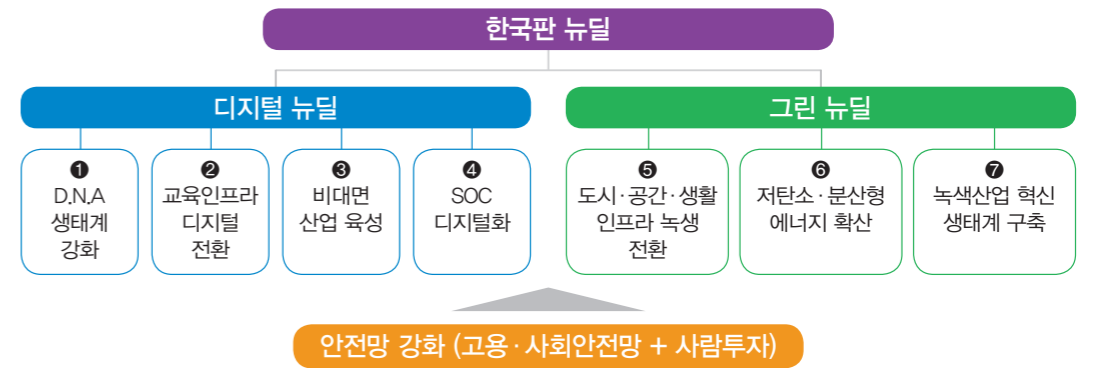 한국판 뉴딜
디지털 뉴딜
그린 뉴딜
❶
D.N.A
생태계
강화
❷
교육인프라
디지털
전환
❸
비대면
산업 육성
❹
SOC
디지털화
❺
도시·공간·생활
인프라 녹생
전환
❻
저탄소·분산형
에너지 확산
❼
녹색산업 혁신
생태계 구축
안전망 강화 (고용·사회안전망 + 사람투자)